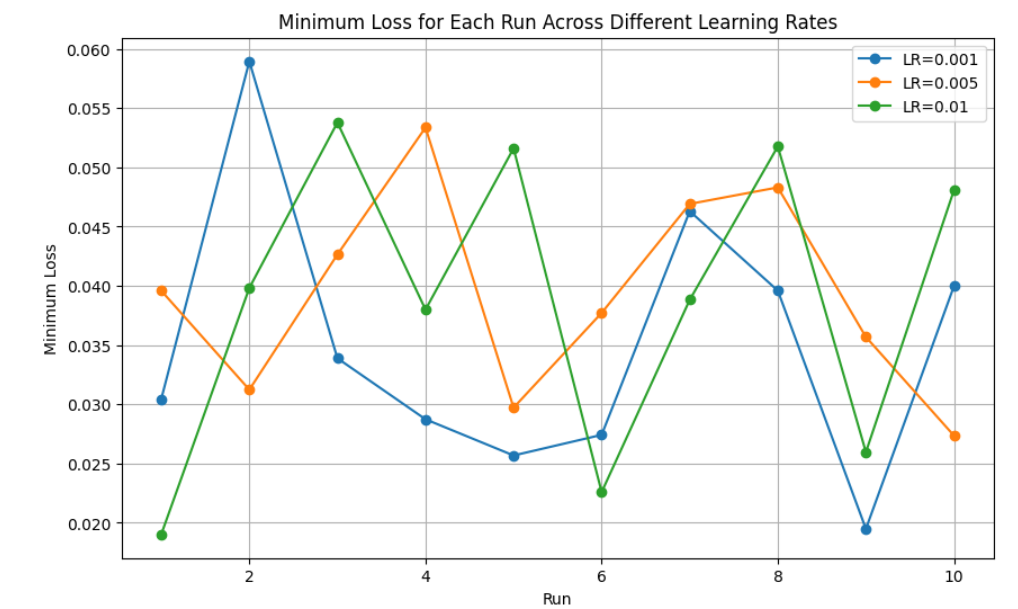 Minimum Loss for Each Run Across Different Learning Rates
0.060
0.055
0.050
0.045
0.040
0.035
0.030
0.025
0.020
Minimum Loss
LR=0.001
LR=0.005
LR=0.01
2 4 6 8 10
Run